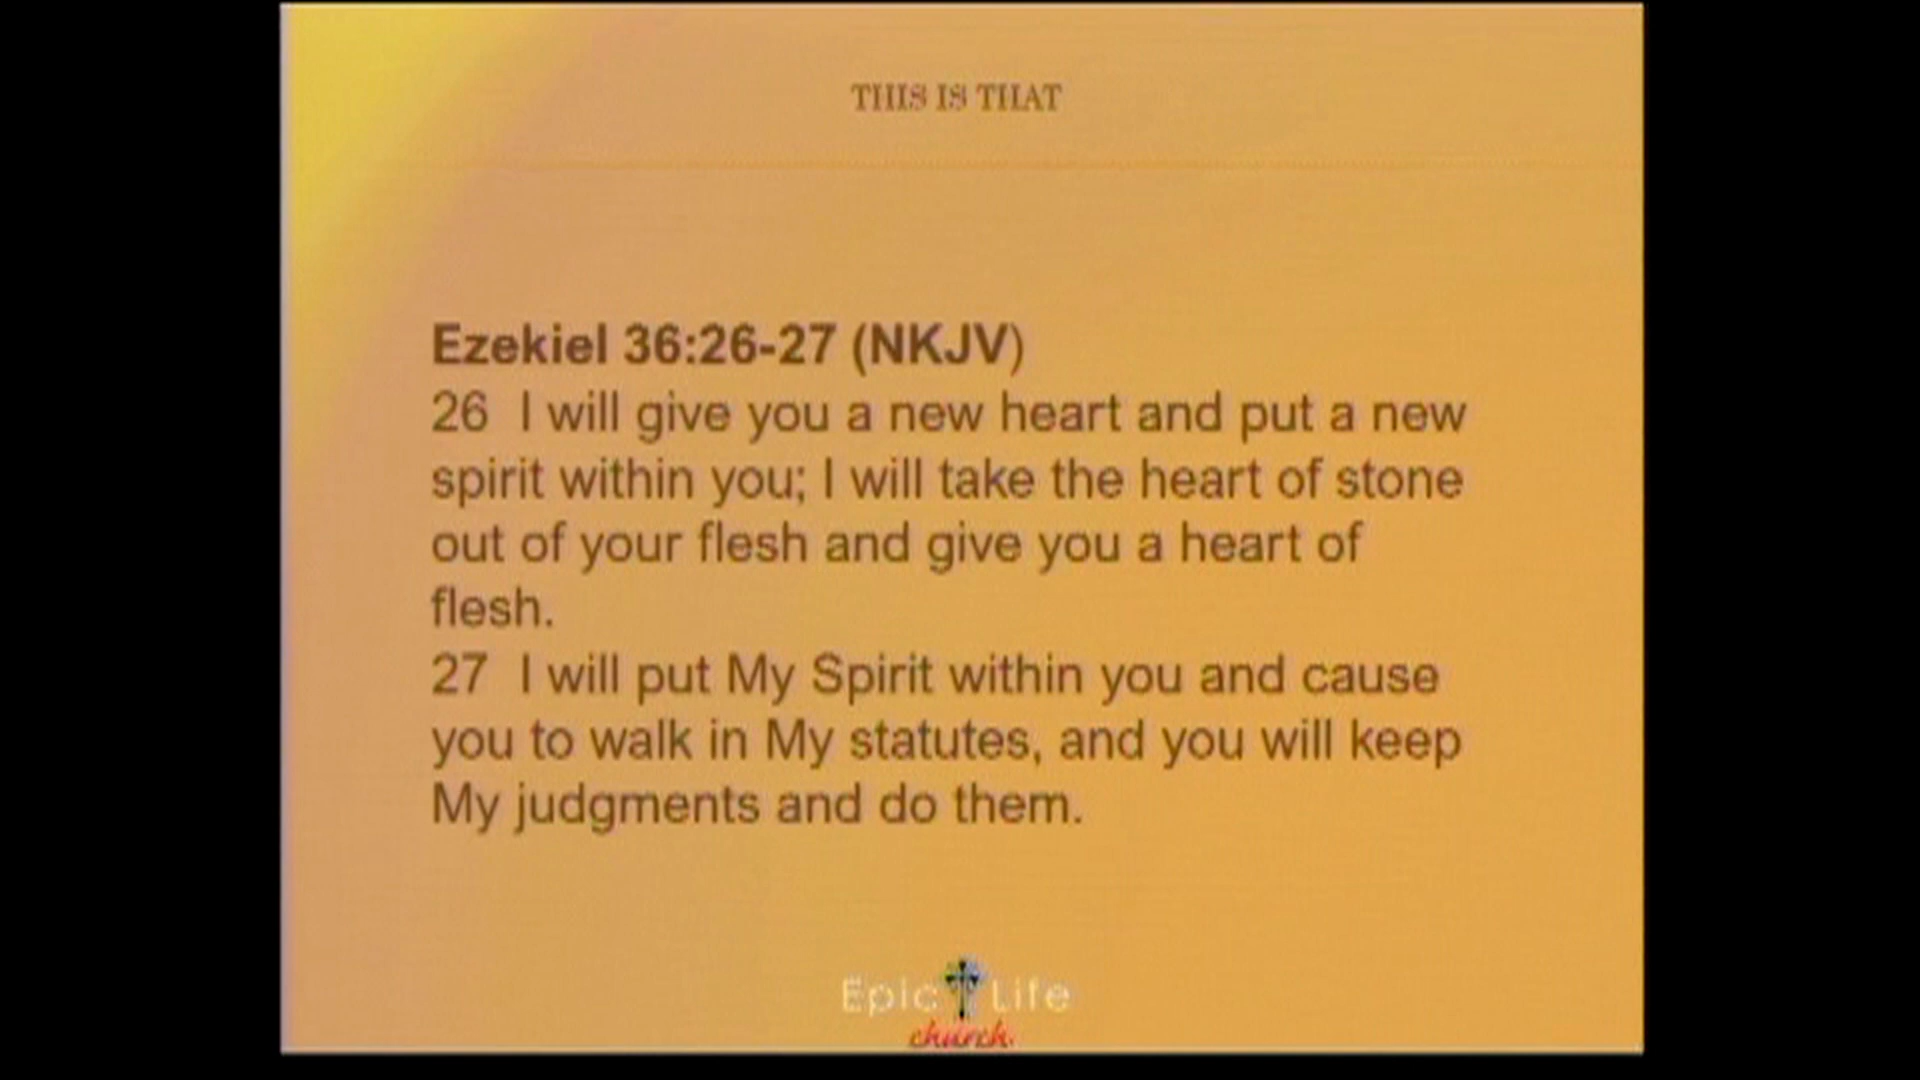 THIS IS THAT
Ezekiel 36:26-27 (NKJV)
26 I will give you a new heart and put a new
spirit within you; I will take the heart of stone
out of your flesh and give you a heart of
flesh.
27 I will put My Spirit within you and cause
you to walk in My statutes, and you will keep
My judgments and do them.
Epic Life
church.